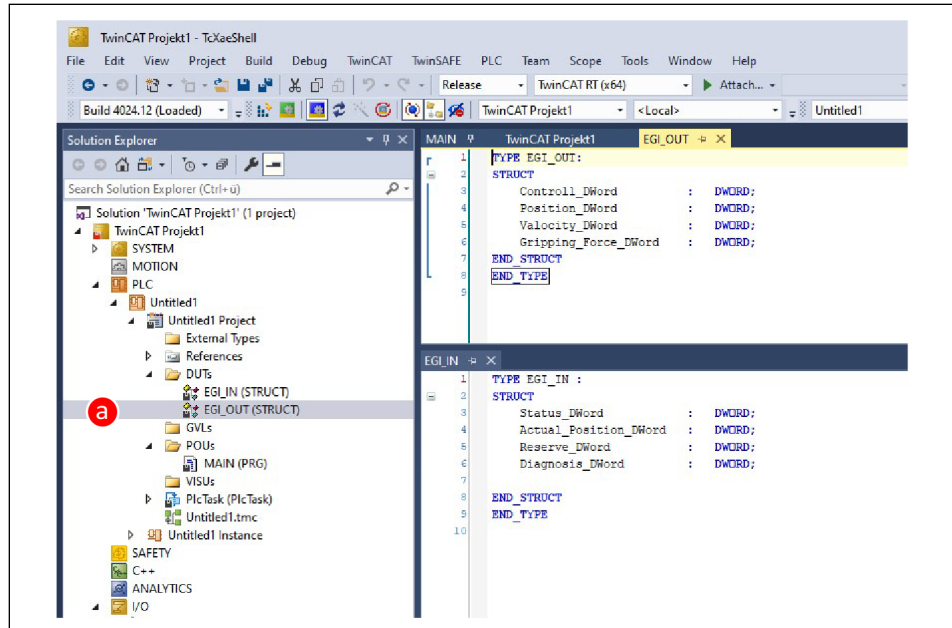 TwinCAT Projekt1 - TcXaeShell
File Edit View Project Build Debug TwinCAT TwinSAFE PLC Team Scope Tools Window Help
Release TwinCAT RT (x64) Attach...
Build 4024.12 (Loaded) TwinCAT Projekt1 <Local> Untitled1
Solution Explorer
Search Solution Explorer (Ctrl+ü)
Solution 'TwinCAT Projekt1' (1 project)
TwinCAT Projekt1
SYSTEM
MOTION
PLC
Untitled1
Untitled1 Project
External Types
References
DUTs
EGI_IN (STRUCT)
a EGI_OUT (STRUCT)
GVLs
POUs
MAIN (PRG)
VISUs
PlcTask (PlcTask)
Untitled1.tmc
Untitled1 Instance
SAFETY
C++
ANALYTICS
I/O
MAIN TwinCAT Projekt1 EGI_OUT
1 TYPE EGI_OUT:
2 STRUCT
3 Controll_DWord : DWORD;
4 Position_DWord : DWORD;
5 Valocity_DWord : DWORD;
6 Gripping_Force_DWord : DWORD;
7 END_STRUCT
8 END_TYPE
9
EGI_IN
1 TYPE EGI_IN :
2 STRUCT
3 Status_DWord : DWORD;
4 Actual_Position_DWord : DWORD;
5 Reserve_DWord : DWORD;
6 Diagnosis_DWord : DWORD;
7
8 END_STRUCT
9 END_TYPE
10